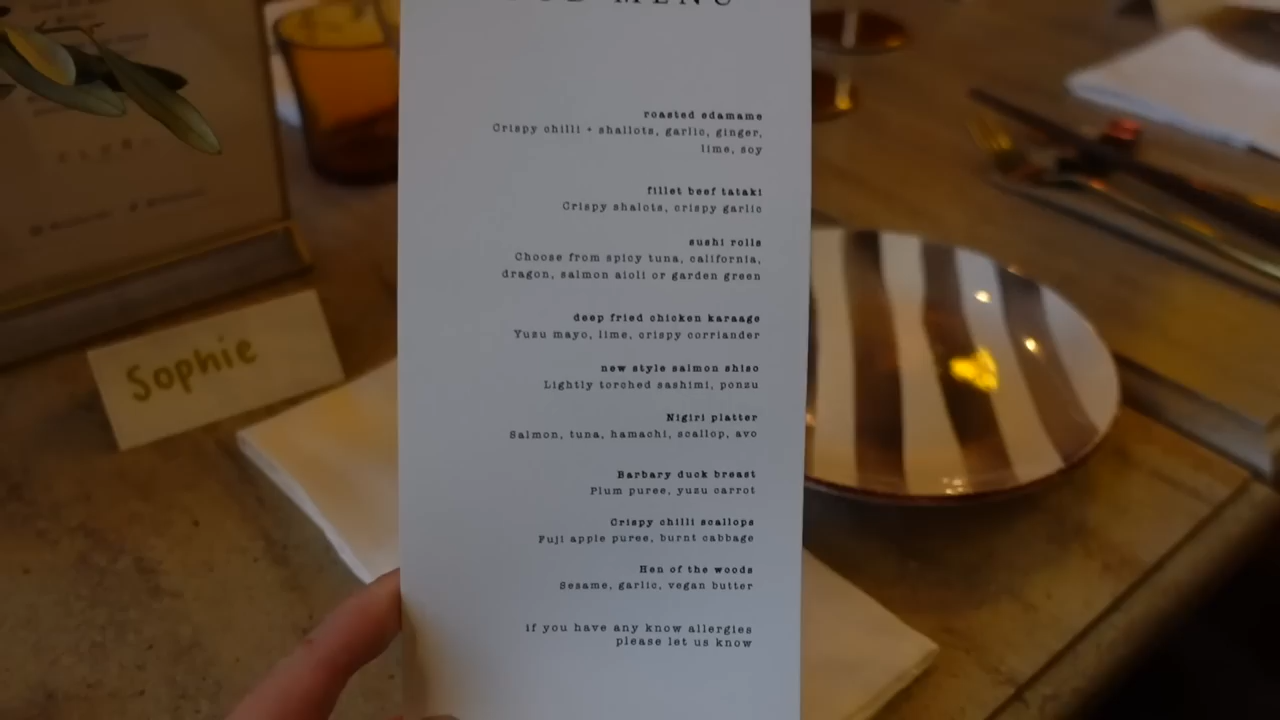 MENU
roasted edamame
Crispy chilli + shallots, garlic, ginger,
lime, soy
fillet beef tataki
Crispy shalots, crispy garlic
sushi rolls
Choose from spicy tuna, california,
dragon, salmon aioli or garden green
deep fried chicken karaage
Yuzu mayo, lime, crispy corriander
new style salmon shiso
Lightly torched sashimi, ponzu
Nigiri platter
Salmon, tuna, hamachi, scallop, avo
Barbary duck breast
Plum puree, yuzu carrot
Crispy chilli scallops
Fuji apple puree, burnt cabbage
Hen of the woods
Sesame, garlic, vegan butter
if you have any know allergies
please let us know
Sophie